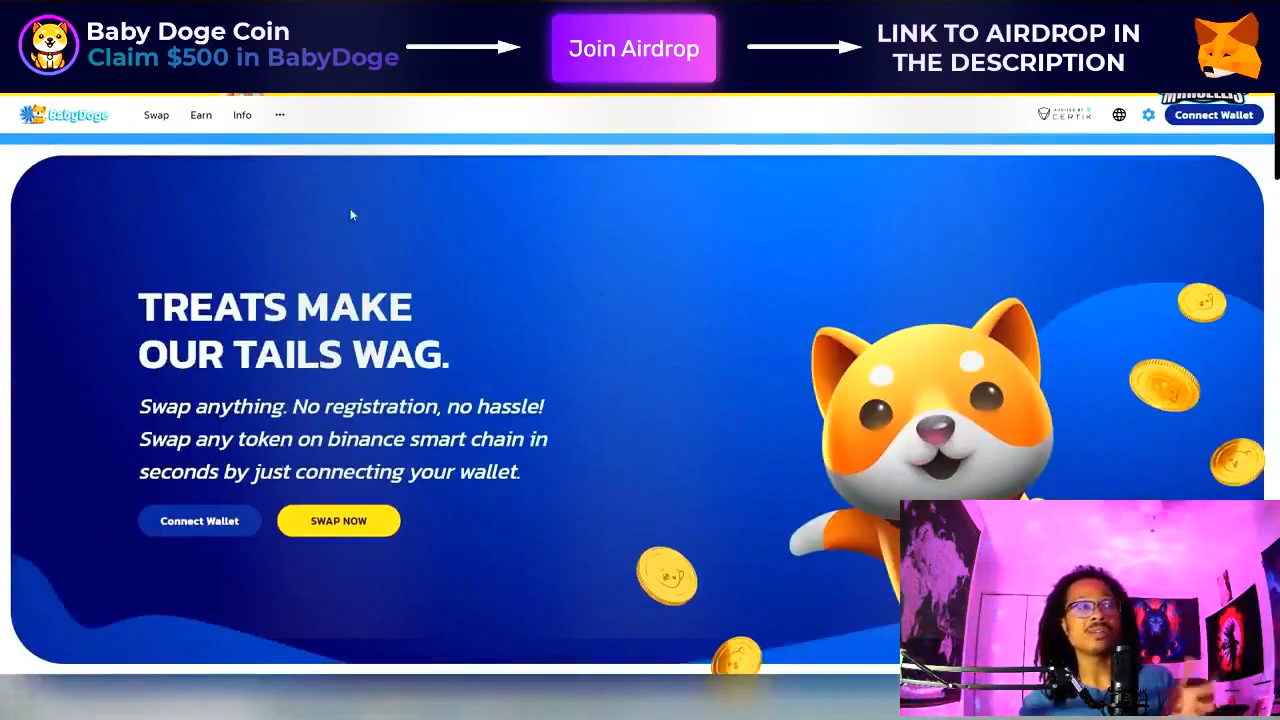 Baby Doge Coin
Claim $500 in BabyDoge
Join Airdrop
LINK TO AIRDROP IN
THE DESCRIPTION
BabyDoge
Swap
Earn
Info
AUDITED BY
CERTIK
Connect Wallet
TREATS MAKE
OUR TAILS WAG.
Swap anything. No registration, no hassle!
Swap any token on binance smart chain in
seconds by just connecting your wallet.
Connect Wallet
SWAP NOW